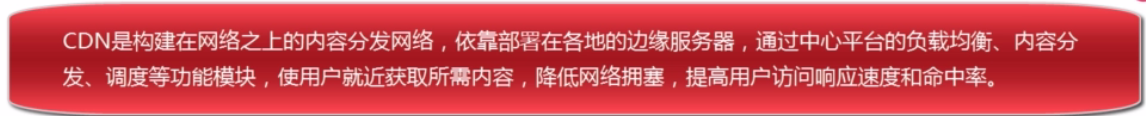 CDN是构建在网络之上的内容分发网络，依靠部署在各地的边缘服务器，通过中心平台的负载均衡、内容分
发、调度等功能模块，使用户就近获取所需内容，降低网络拥塞，提高用户访问响应速度和命中率。